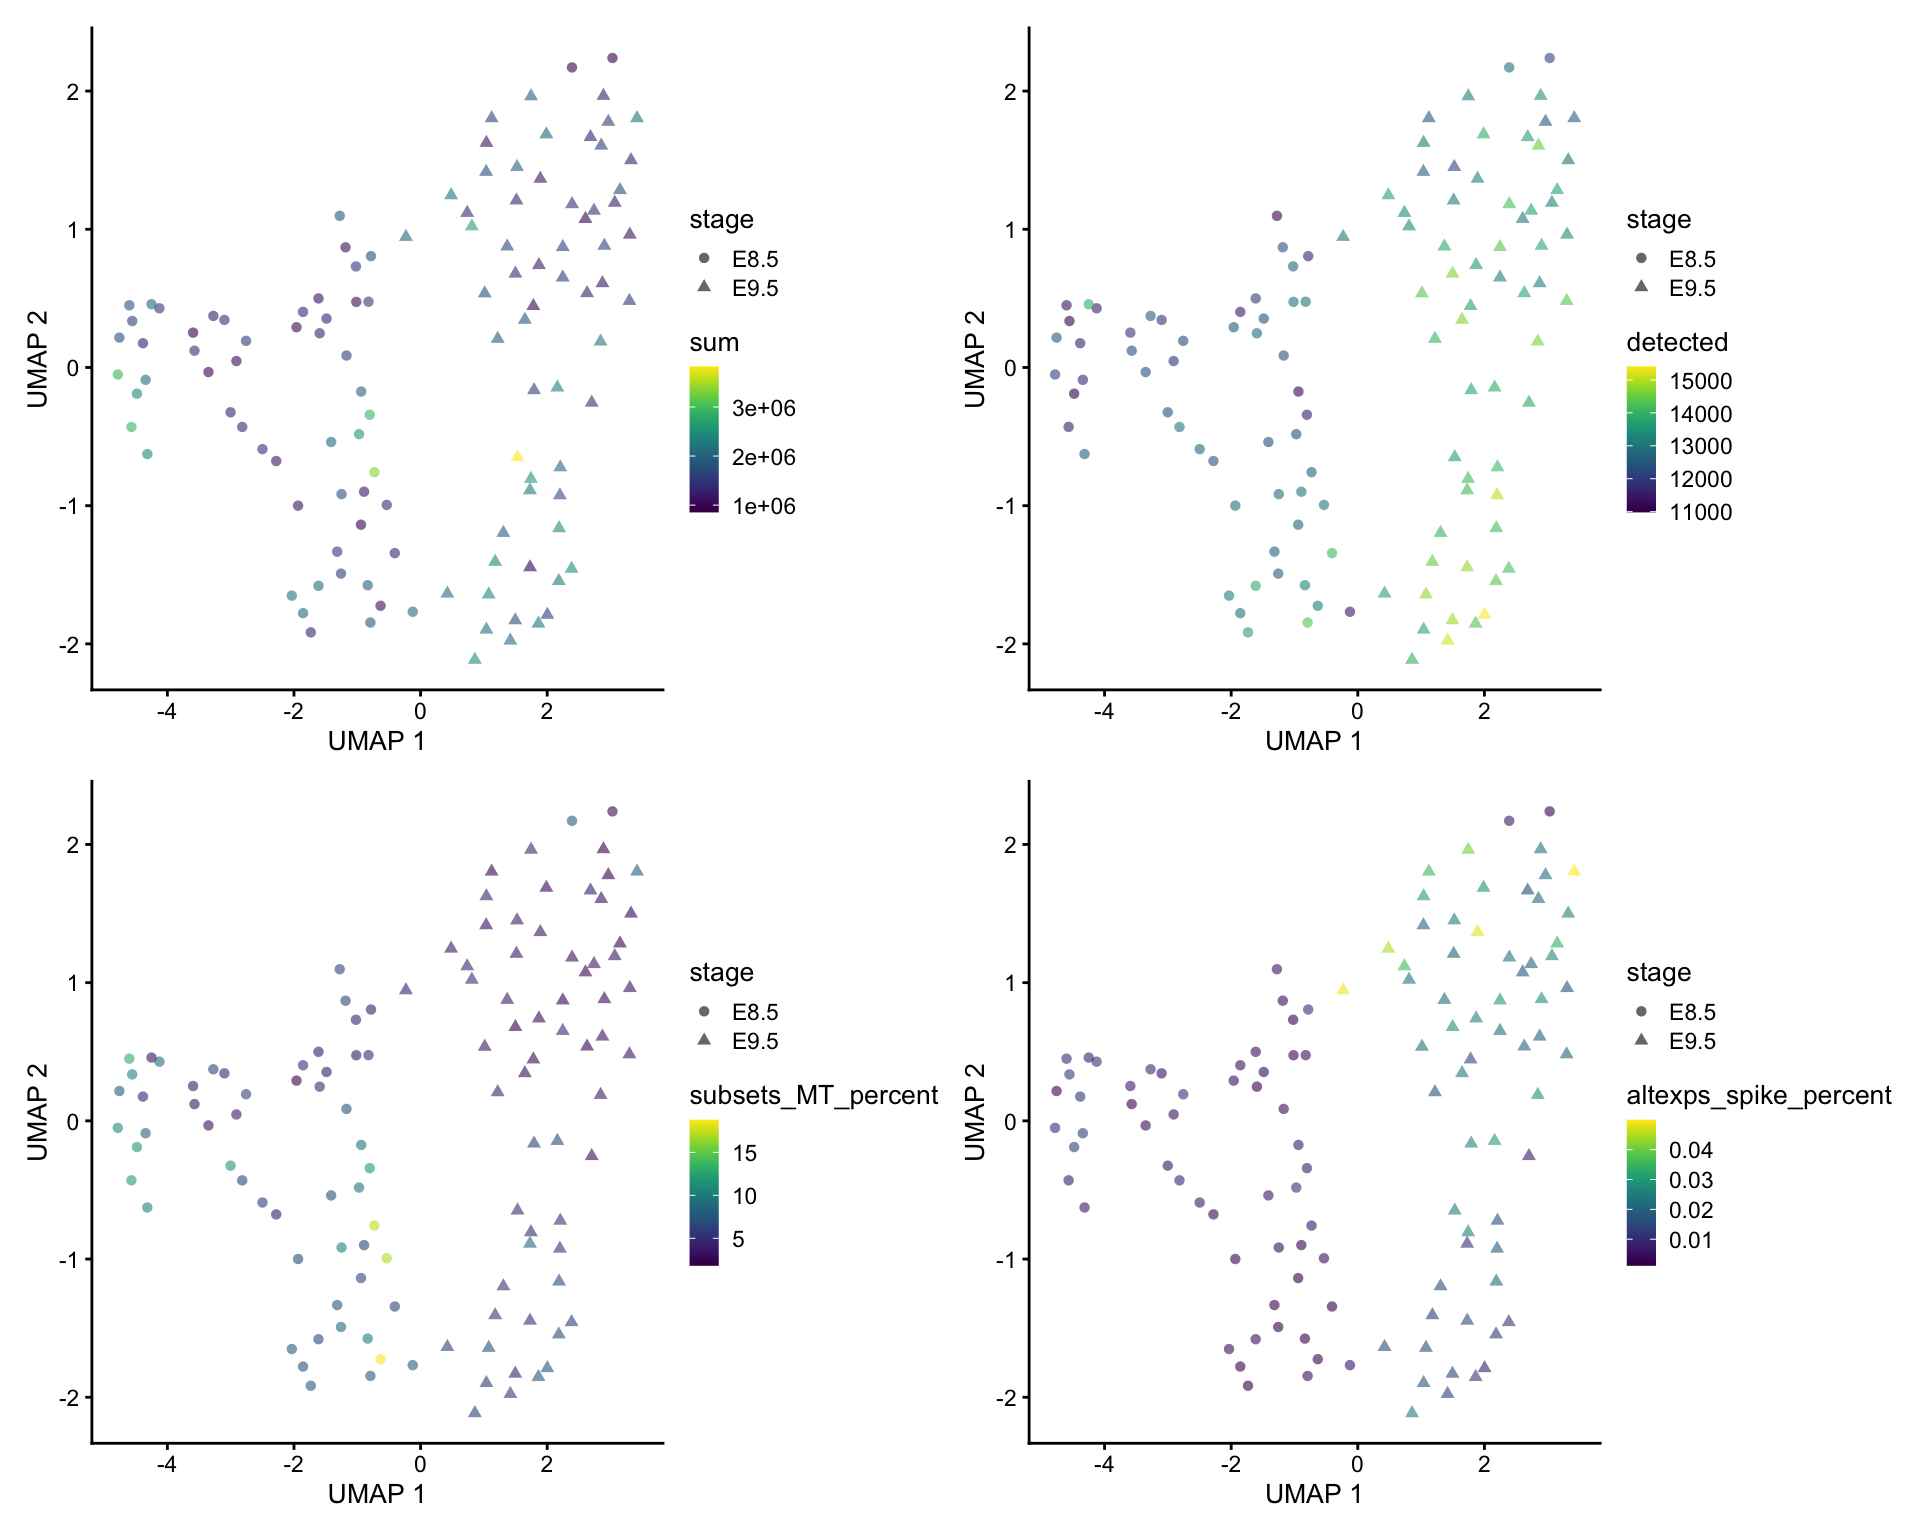 2
1
0
-1
-2
UMAP 2
-4 -2 0 2
UMAP 1
stage
E8.5
E9.5
sum
3e+06
2e+06
1e+06
2
1
0
-1
-2
UMAP 2
-4 -2 0 2
UMAP 1
stage
E8.5
E9.5
detected
15000
14000
13000
12000
11000
2
1
0
-1
-2
UMAP 2
-4 -2 0 2
UMAP 1
stage
E8.5
E9.5
subsets_MT_percent
15
10
5
2
1
0
-1
-2
UMAP 2
-4 -2 0 2
UMAP 1
stage
E8.5
E9.5
altexps_spike_percent
0.04
0.03
0.02
0.01